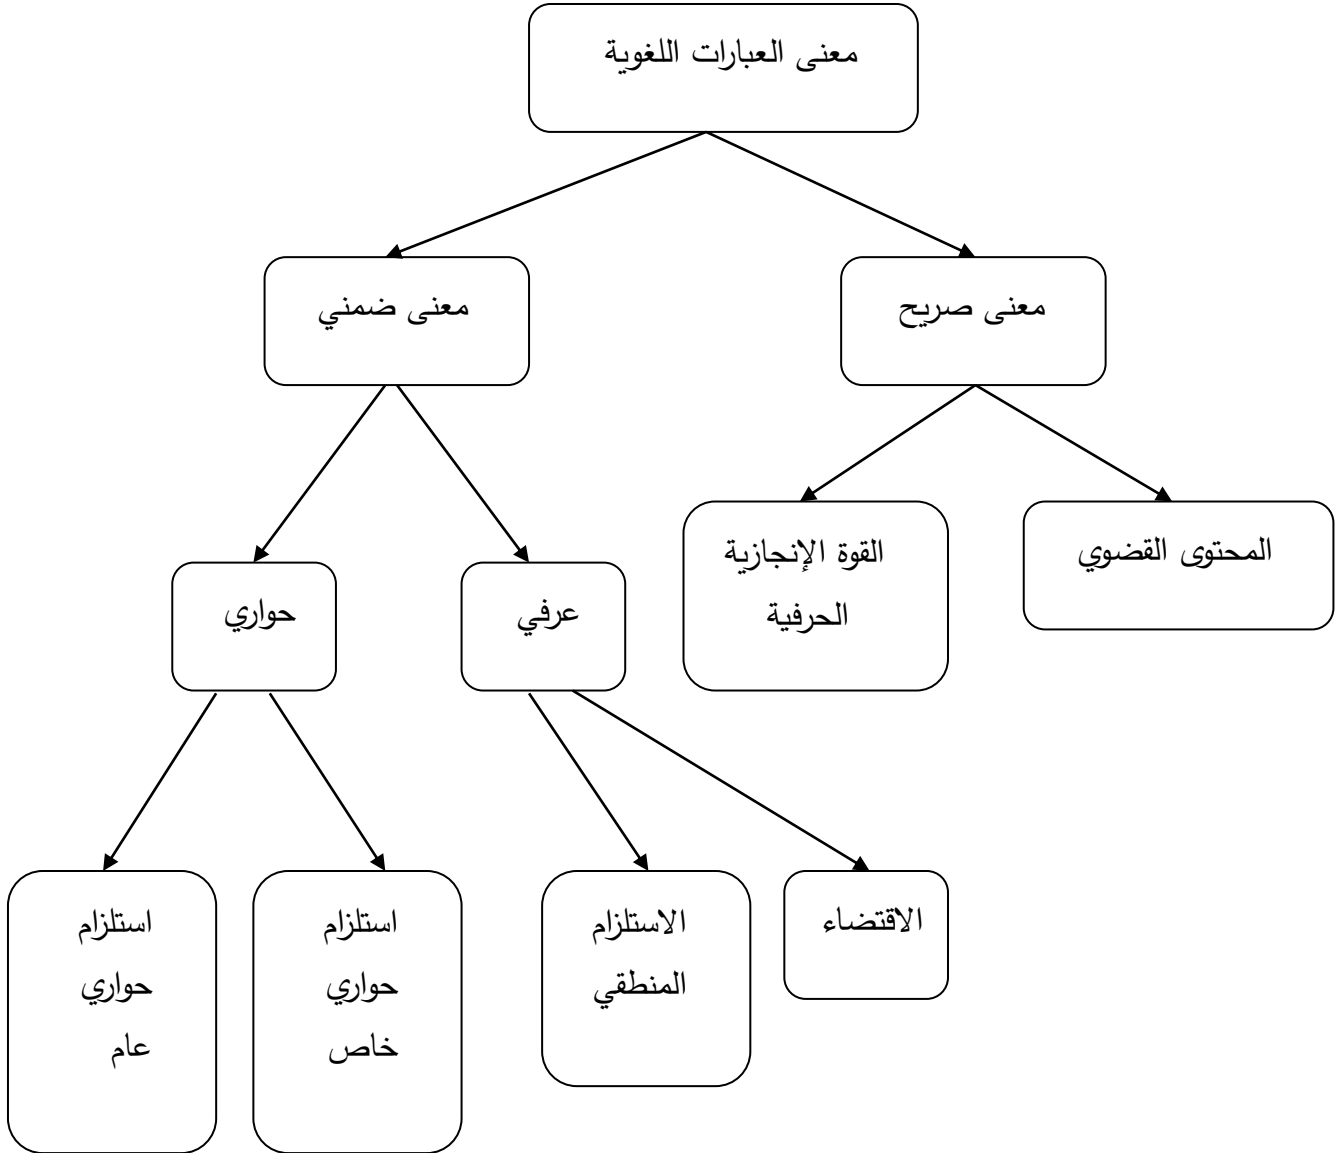 معنى العبارات اللغوية
معنى صريح
معنى ضمني
المحتوى القضوي
القوة الإنجازية
الحرفية
عرفي
حواري
الاقتضاء
الاستلزام
المنطقي
استلزام
حواري
خاص
استلزام
حواري
عام